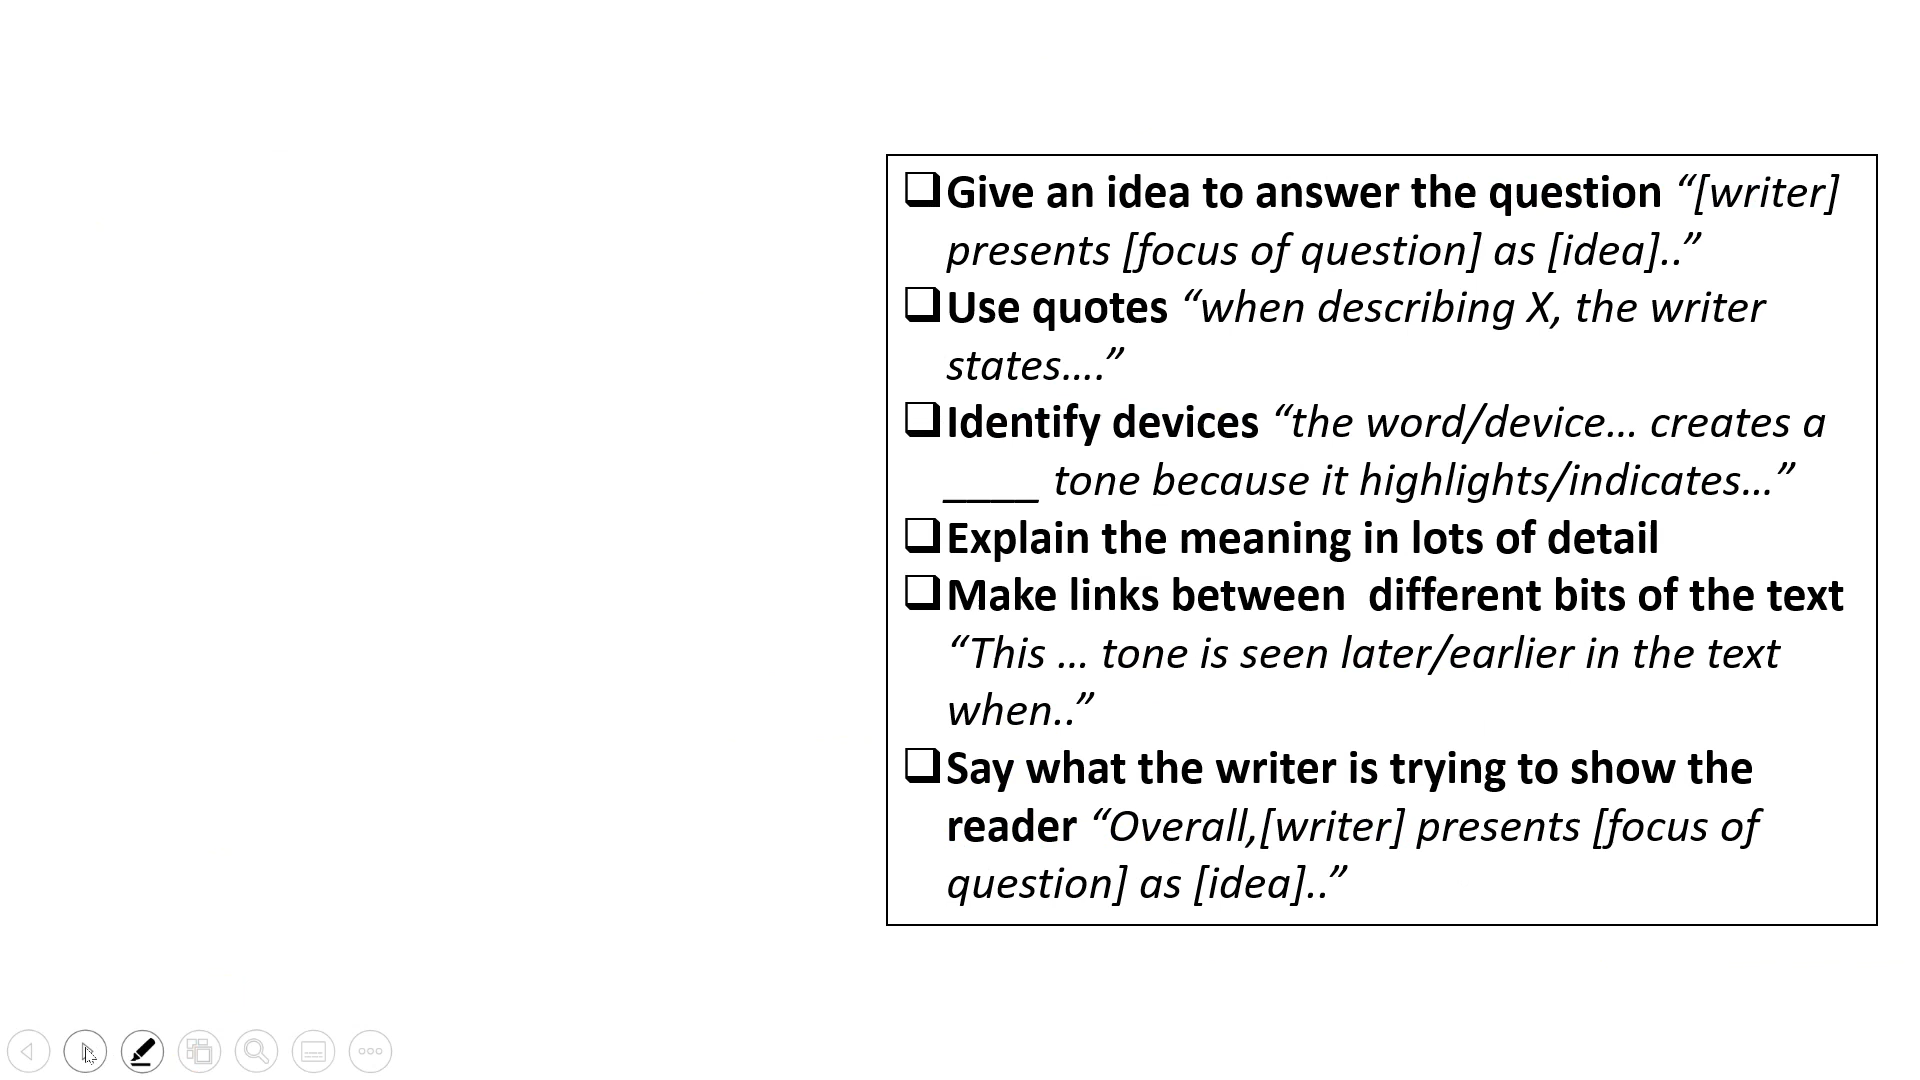 ❑Give an idea to answer the question “[writer]
presents [focus of question] as [idea]..”
❑Use quotes “when describing X, the writer
states….”
❑Identify devices “the word/device… creates a
____ tone because it highlights/indicates…”
❑Explain the meaning in lots of detail
❑Make links between  different bits of the text
“This … tone is seen later/earlier in the text
when..”
❑Say what the writer is trying to show the
reader “Overall,[writer] presents [focus of
question] as [idea]..”